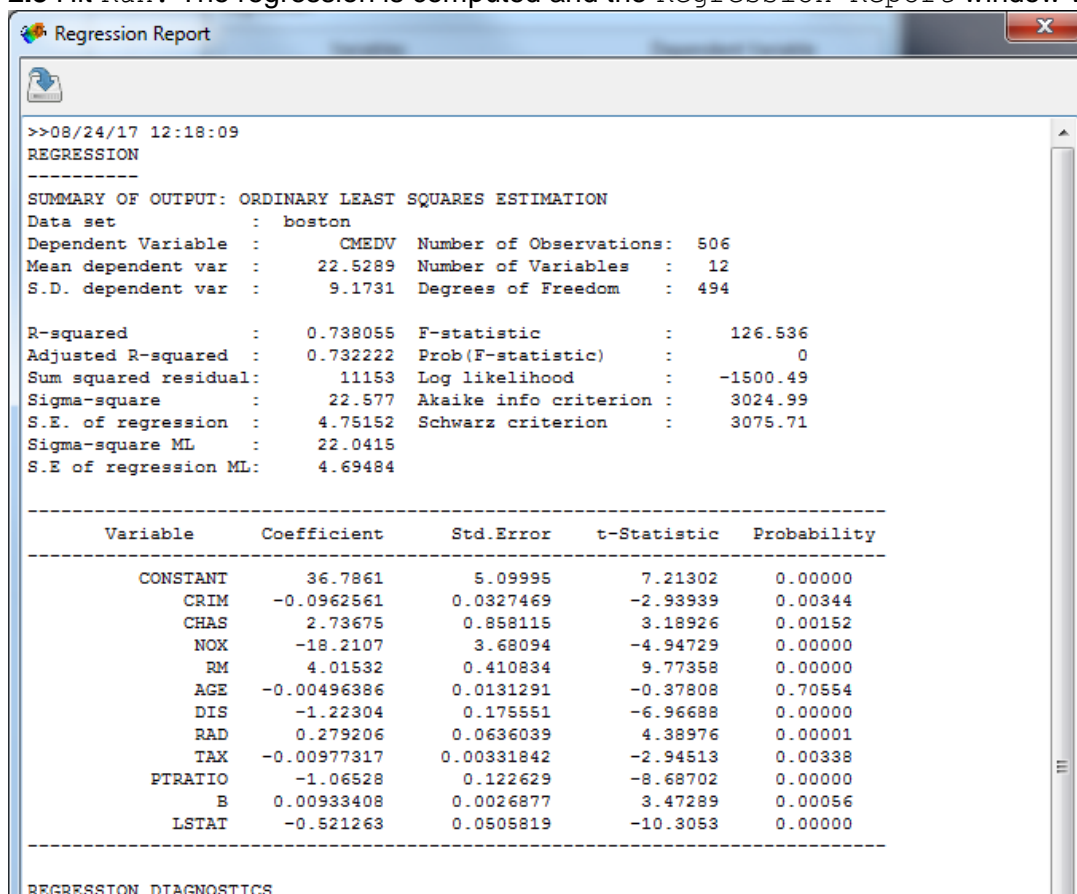 Regression Report
>>08/24/17 12:18:09
REGRESSION
----------
SUMMARY OF OUTPUT: ORDINARY LEAST SQUARES ESTIMATION
Data set : boston
Dependent Variable : CMEDV Number of Observations: 506
Mean dependent var : 22.5289 Number of Variables : 12
S.D. dependent var : 9.1731 Degrees of Freedom : 494
R-squared : 0.738055 F-statistic : 126.536
Adjusted R-squared : 0.732222 Prob(F-statistic) : 0
Sum squared residual: 11153 Log likelihood : -1500.49
Sigma-square : 22.577 Akaike info criterion : 3024.99
S.E. of regression : 4.75152 Schwarz criterion : 3075.71
Sigma-square ML : 22.0415
S.E of regression ML: 4.69484
-----------------------------------------------------------------------------
Variable Coefficient Std.Error t-Statistic Probability
-----------------------------------------------------------------------------
CONSTANT 36.7861 5.09995 7.21302 0.00000
CRIM -0.0962561 0.0327469 -2.93939 0.00344
CHAS 2.73675 0.858115 3.18926 0.00152
NOX -18.2107 3.68094 -4.94729 0.00000
RM 4.01532 0.410834 9.77358 0.00000
AGE -0.00496386 0.0131291 -0.37808 0.70554
DIS -1.22304 0.175551 -6.96688 0.00000
RAD 0.279206 0.0636039 4.38976 0.00001
TAX -0.00977317 0.00331842 -2.94513 0.00338
PTRATIO -1.06528 0.122629 -8.68702 0.00000
B 0.00933408 0.0026877 3.47289 0.00056
LSTAT -0.521263 0.0505819 -10.3053 0.00000
-----------------------------------------------------------------------------
REGRESSION DIAGNOSTICS